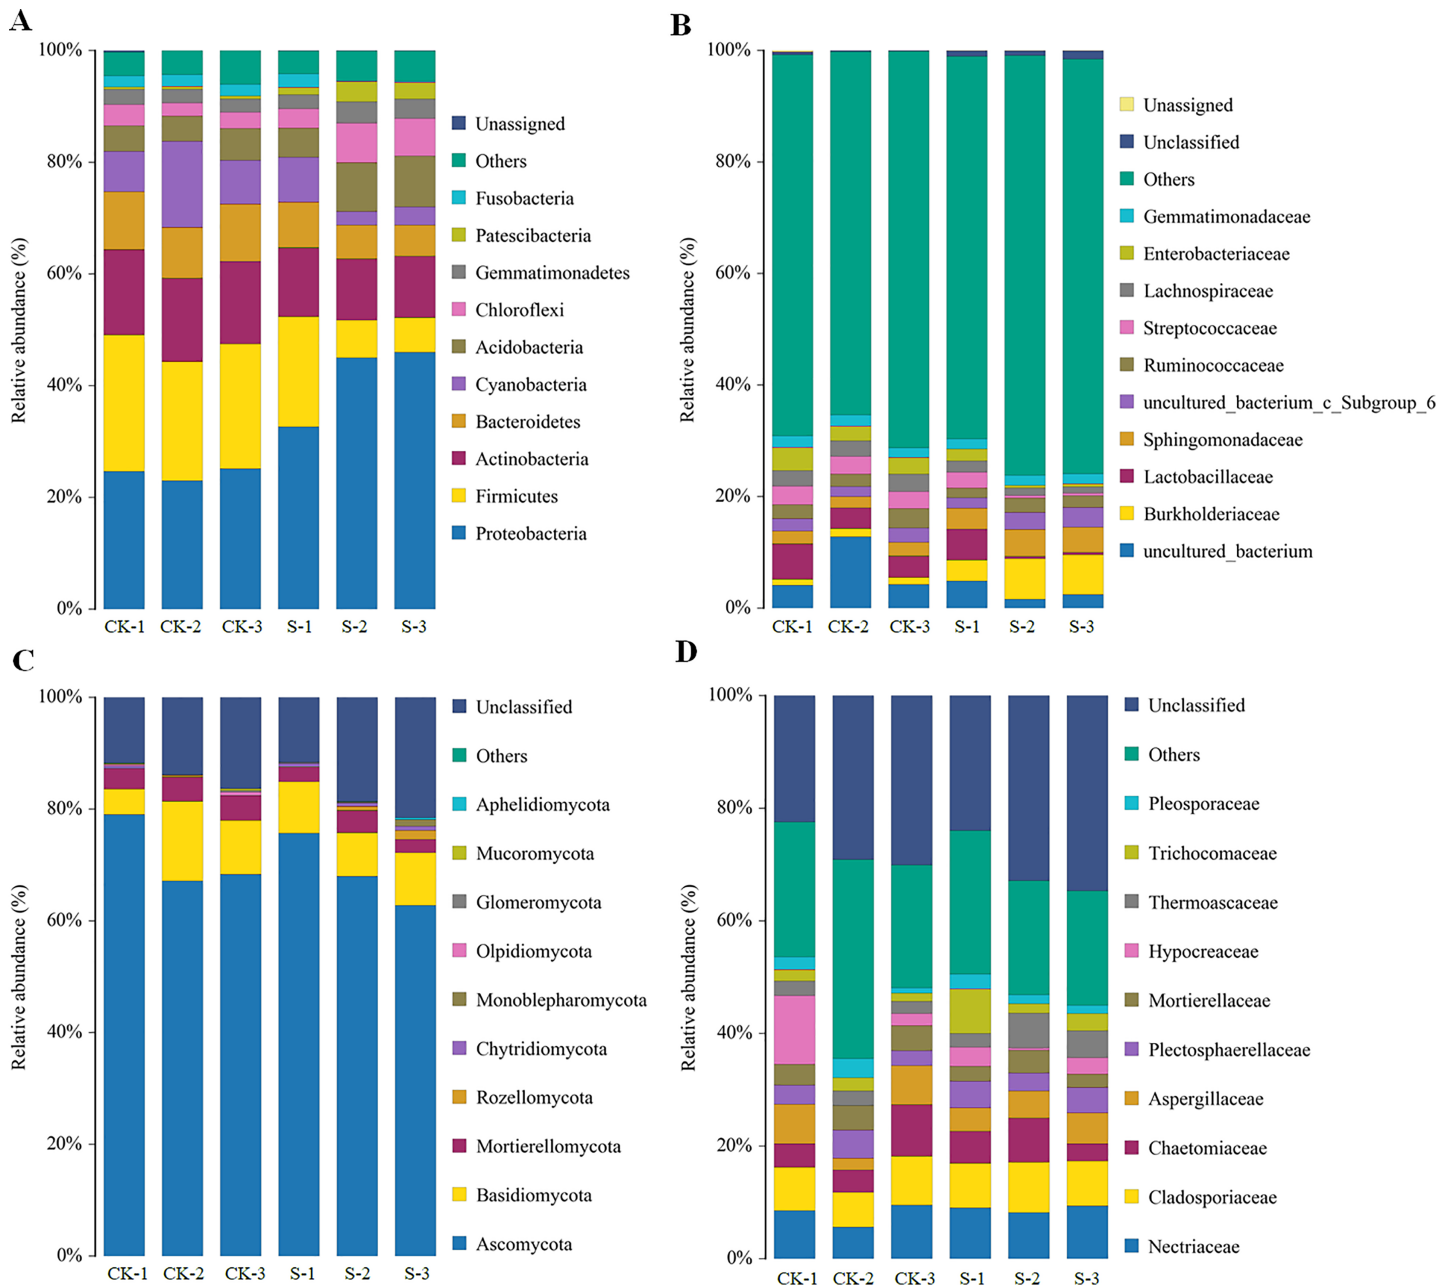 A
Relative abundance (%)
100%
80%
60%
40%
20%
0%
CK-1 CK-2 CK-3 S-1 S-2 S-3
Unassigned
Others
Fusobacteria
Patescibacteria
Gemmatimonadetes
Chloroflexi
Acidobacteria
Cyanobacteria
Bacteroidetes
Actinobacteria
Firmicutes
Proteobacteria
B
Relative abundance (%)
100%
80%
60%
40%
20%
0%
CK-1 CK-2 CK-3 S-1 S-2 S-3
Unassigned
Unclassified
Others
Gemmatimonadaceae
Enterobacteriaceae
Lachnospiraceae
Streptococcaceae
Ruminococcaceae
uncultured_bacterium_c_Subgroup_6
Sphingomonadaceae
Lactobacillaceae
Burkholderiaceae
uncultured_bacterium
C
Relative abundance (%)
100%
80%
60%
40%
20%
0%
CK-1 CK-2 CK-3 S-1 S-2 S-3
Unclassified
Others
Aphelidiomycota
Mucoromycota
Glomeromycota
Olpidiomycota
Monoblepharomycota
Chytridiomycota
Rozellomycota
Mortierellomycota
Basidiomycota
Ascomycota
D
Relative abundance (%)
100%
80%
60%
40%
20%
0%
CK-1 CK-2 CK-3 S-1 S-2 S-3
Unclassified
Others
Pleosporaceae
Trichocomaceae
Thermoascaceae
Hypocreaceae
Mortierellaceae
Plectosphaerellaceae
Aspergillaceae
Chaetomiaceae
Cladosporiaceae
Nectriaceae